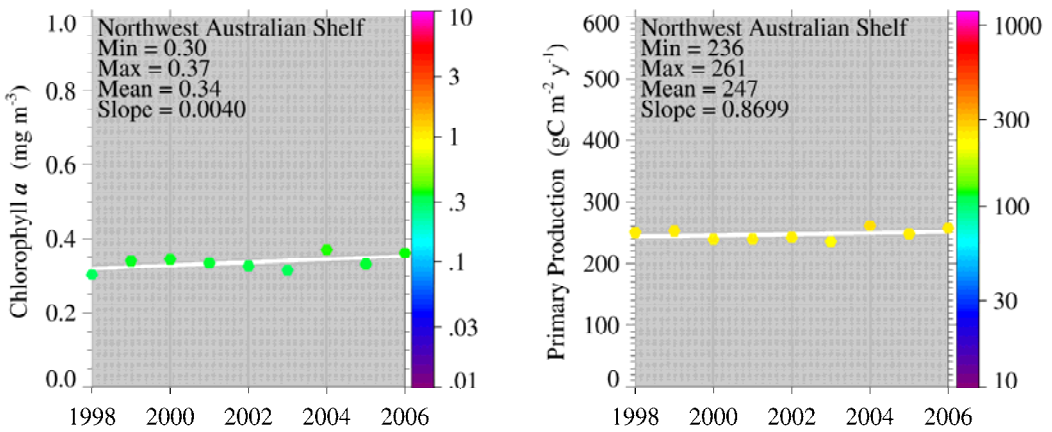 Northwest Australian Shelf
Min = 0.30
Max = 0.37
Mean = 0.34
Slope = 0.0040
Chlorophyll a (mg m-3)
1.0
0.8
0.6
0.4
0.2
0.0
1998 2000 2002 2004 2006
10
3
1
.3
.1
.03
.01
Northwest Australian Shelf
Min = 236
Max = 261
Mean = 247
Slope = 0.8699
Primary Production (gC m-2 y-1)
600
500
400
300
200
100
0
1998 2000 2002 2004 2006
1000
300
100
30
10